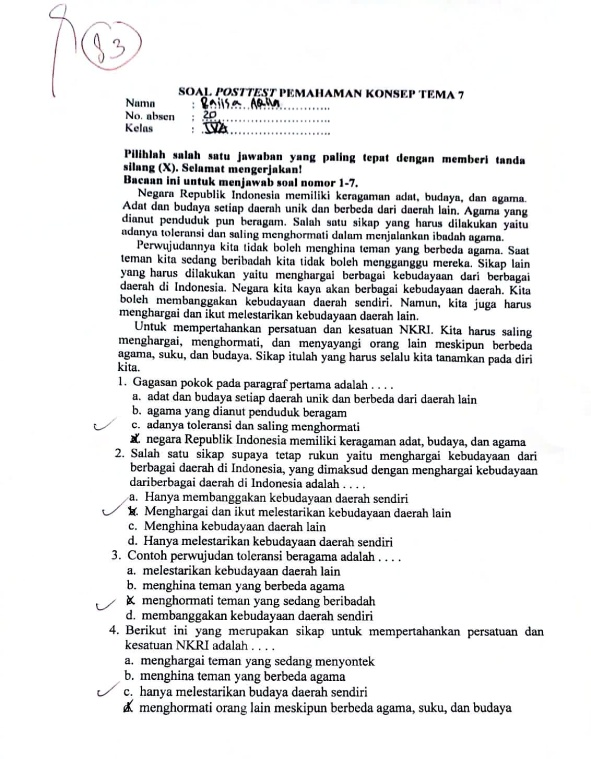 83
SOAL POSTTEST PEMAHAMAN KONSEP TEMA 7
Nama : Railsa Aqila
No. absen : 20
Kelas : IVA
Pilihlah salah satu jawaban yang paling tepat dengan memberi tanda
silang (X). Selamat mengerjakan!
Bacaan ini untuk menjawab soal nomor 1-7.
Negara Republik Indonesia memiliki keragaman adat, budaya, dan agama.
Adat dan budaya setiap daerah unik dan berbeda dari daerah lain. Agama yang
dianut penduduk pun beragam. Salah satu sikap yang harus dilakukan yaitu
adanya toleransi dan saling menghormati dalam menjalankan ibadah agama.
Perwujudannya kita tidak boleh menghina teman yang berbeda agama. Saat
teman kita sedang beribadah kita tidak boleh mengganggu mereka. Sikap lain
yang harus dilakukan yaitu menghargai berbagai kebudayaan dari berbagai
daerah di Indonesia. Negara kita kaya akan berbagai kebudayaan daerah. Kita
boleh membanggakan kebudayaan daerah sendiri. Namun, kita juga harus
menghargai dan ikut melestarikan kebudayaan daerah lain.
Untuk mempertahankan persatuan dan kesatuan NKRI. Kita harus saling
menghargai, menghormati, dan menyayangi orang lain meskipun berbeda
agama, suku, dan budaya. Sikap itulah yang harus selalu kita tanamkan pada diri
kita.
1. Gagasan pokok pada paragraf pertama adalah . . . .
a. adat dan budaya setiap daerah unik dan berbeda dari daerah lain
b. agama yang dianut penduduk beragam
c. adanya toleransi dan saling menghormati
d. negara Republik Indonesia memiliki keragaman adat, budaya, dan agama
2. Salah satu sikap supaya tetap rukun yaitu menghargai kebudayaan dari
berbagai daerah di Indonesia, yang dimaksud dengan menghargai kebudayaan
dariberbagai daerah di Indonesia adalah . . . .
a. Hanya membanggakan kebudayaan daerah sendiri
b. Menghargai dan ikut melestarikan kebudayaan daerah lain
c. Menghina kebudayaan daerah lain
d. Hanya melestarikan kebudayaan daerah sendiri
3. Contoh perwujudan toleransi beragama adalah . . . .
a. melestarikan kebudayaan daerah lain
b. menghina teman yang berbeda agama
c. menghormati teman yang sedang beribadah
d. membanggakan kebudayaan daerah sendiri
4. Berikut ini yang merupakan sikap untuk mempertahankan persatuan dan
kesatuan NKRI adalah . . . .
a. menghargai teman yang sedang menyontek
b. menghina teman yang berbeda agama
c. hanya melestarikan budaya daerah sendiri
d. menghormati orang lain meskipun berbeda agama, suku, dan budaya